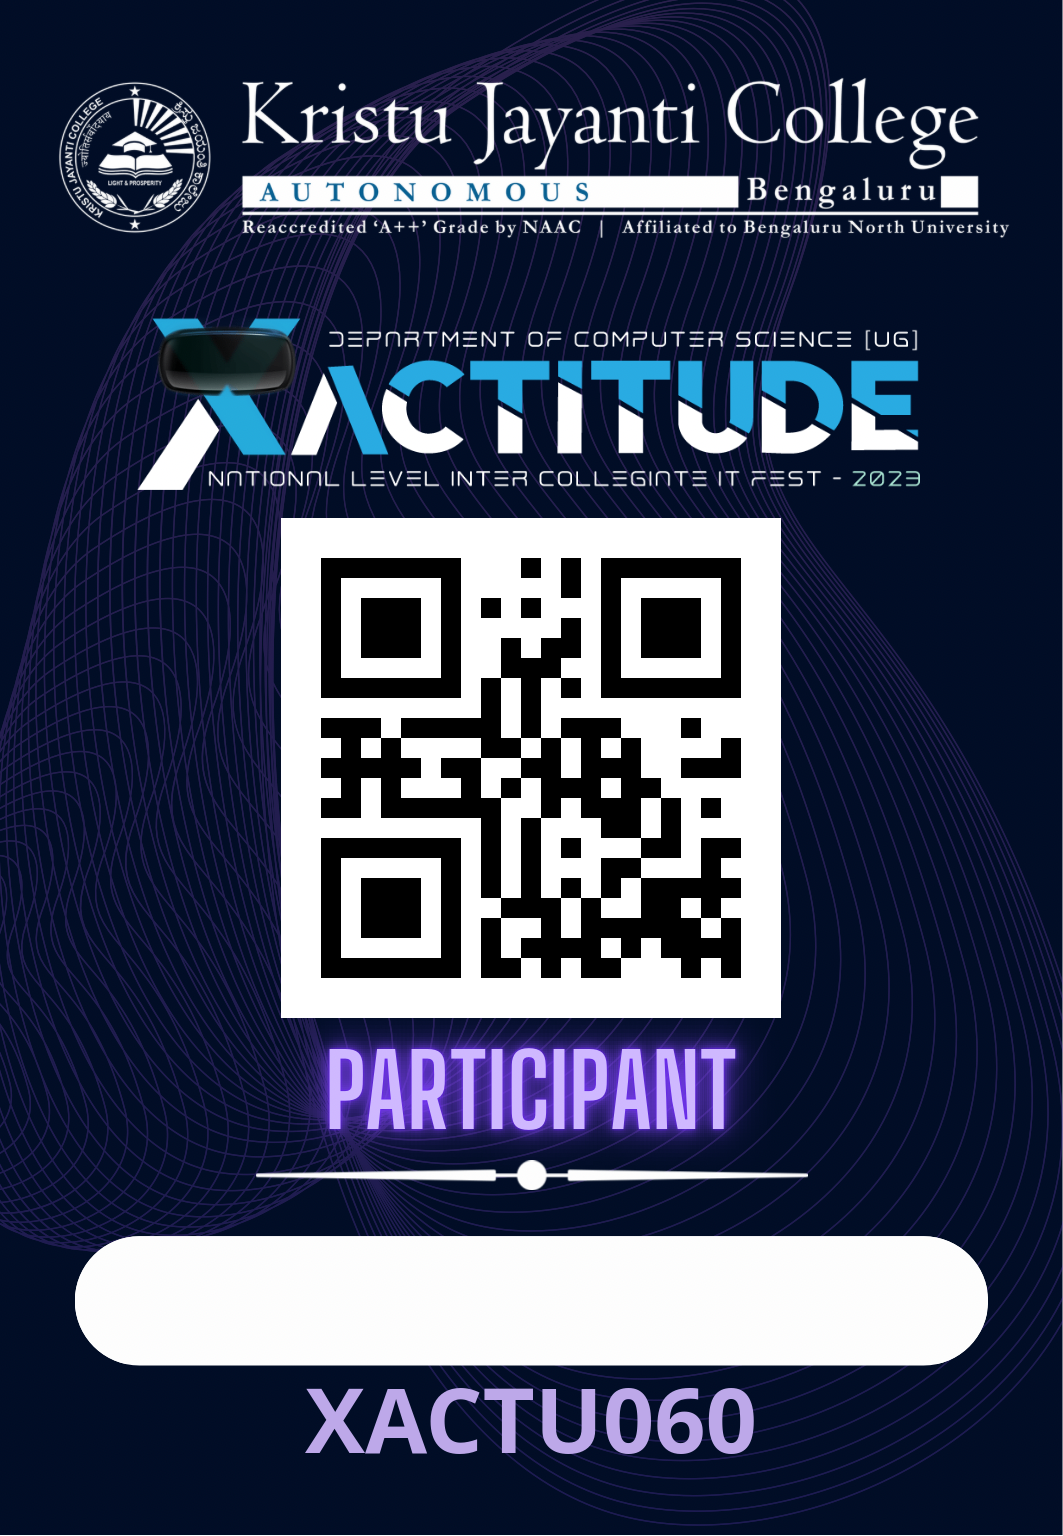 Kristu Jayanti College
AUTONOMOUS Bengaluru
Reaccredited ‘A++’ Grade by NAAC | Affiliated to Bengaluru North University
KRISTU JAYANTI COLLEGE
LIGHT & PROSPERITY
DEPARTMENT OF COMPUTER SCIENCE [UG]
XACTITUDE
NATIONAL LEVEL INTER COLLEGIATE IT FEST - 2023
PARTICIPANT
XACTU060